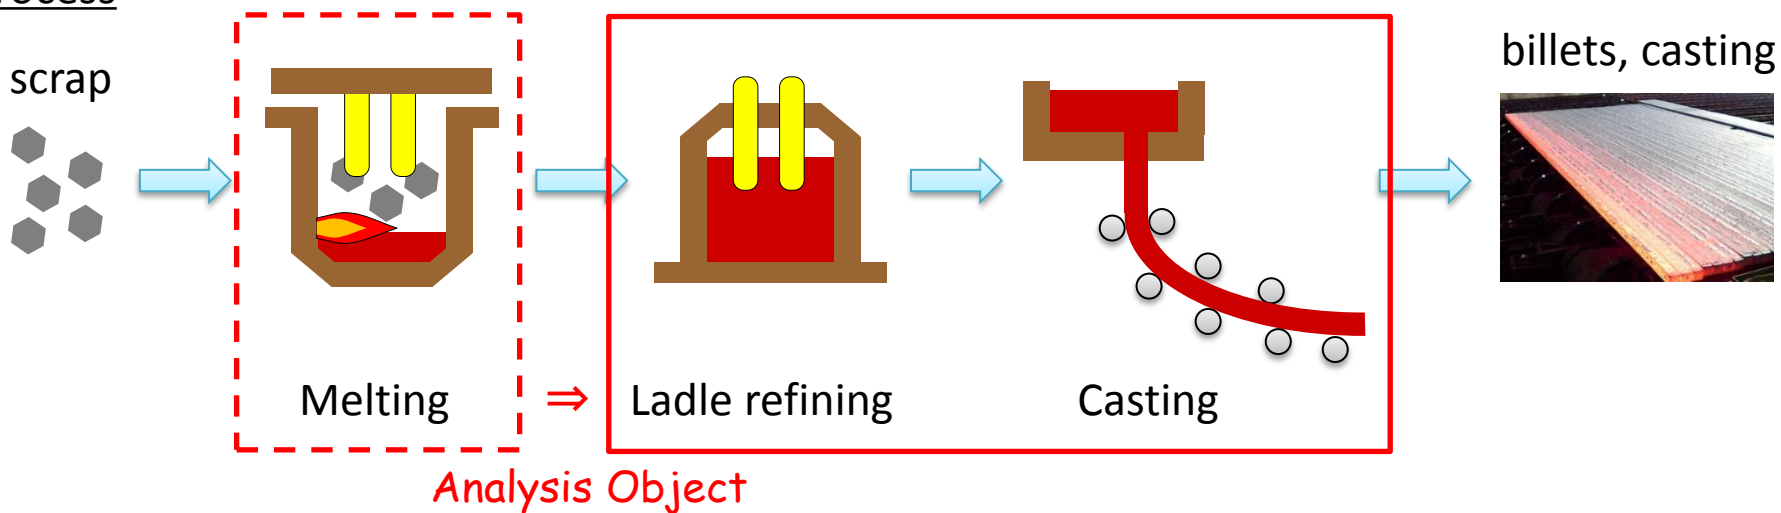 scrap
billets, casting
Melting
⇒
Ladle refining
Casting
Analysis Object